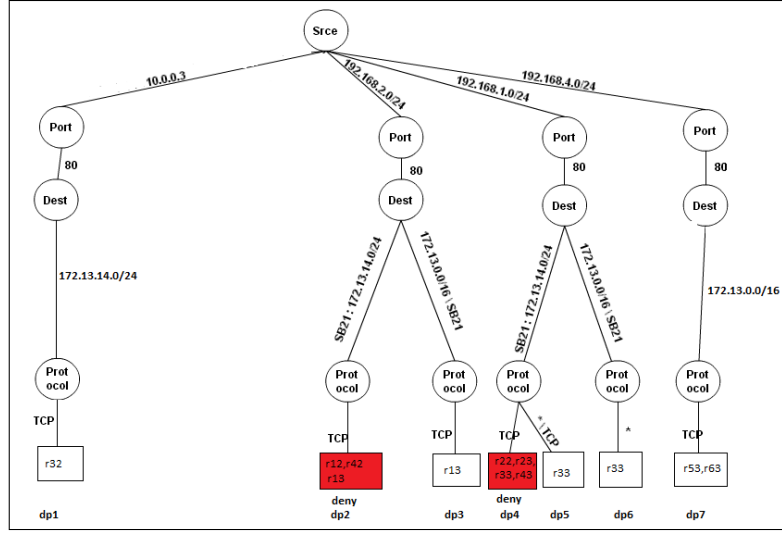 Srce
10.0.0.3
192.168.2.0/24
192.168.1.0/24
192.168.4.0/24
Port
Port
Port
Port
80
80
80
80
Dest
Dest
Dest
Dest
172.13.14.0/24
SB21 : 172.13.14.0/24
172.13.0.0/16 \ SB21
SB21 : 172.13.14.0/24
172.13.0.0/16 \ SB21
172.13.0.0/16
Prot
ocol
Prot
ocol
Prot
ocol
Prot
ocol
Prot
ocol
Prot
ocol
TCP
TCP
TCP
TCP
* \ TCP
*
TCP
r32
r12,r42
r13
r13
r22,r23,
r33,r43
r33
r33
r53,r63
deny
deny
dp1
dp2
dp3
dp4
dp5
dp6
dp7